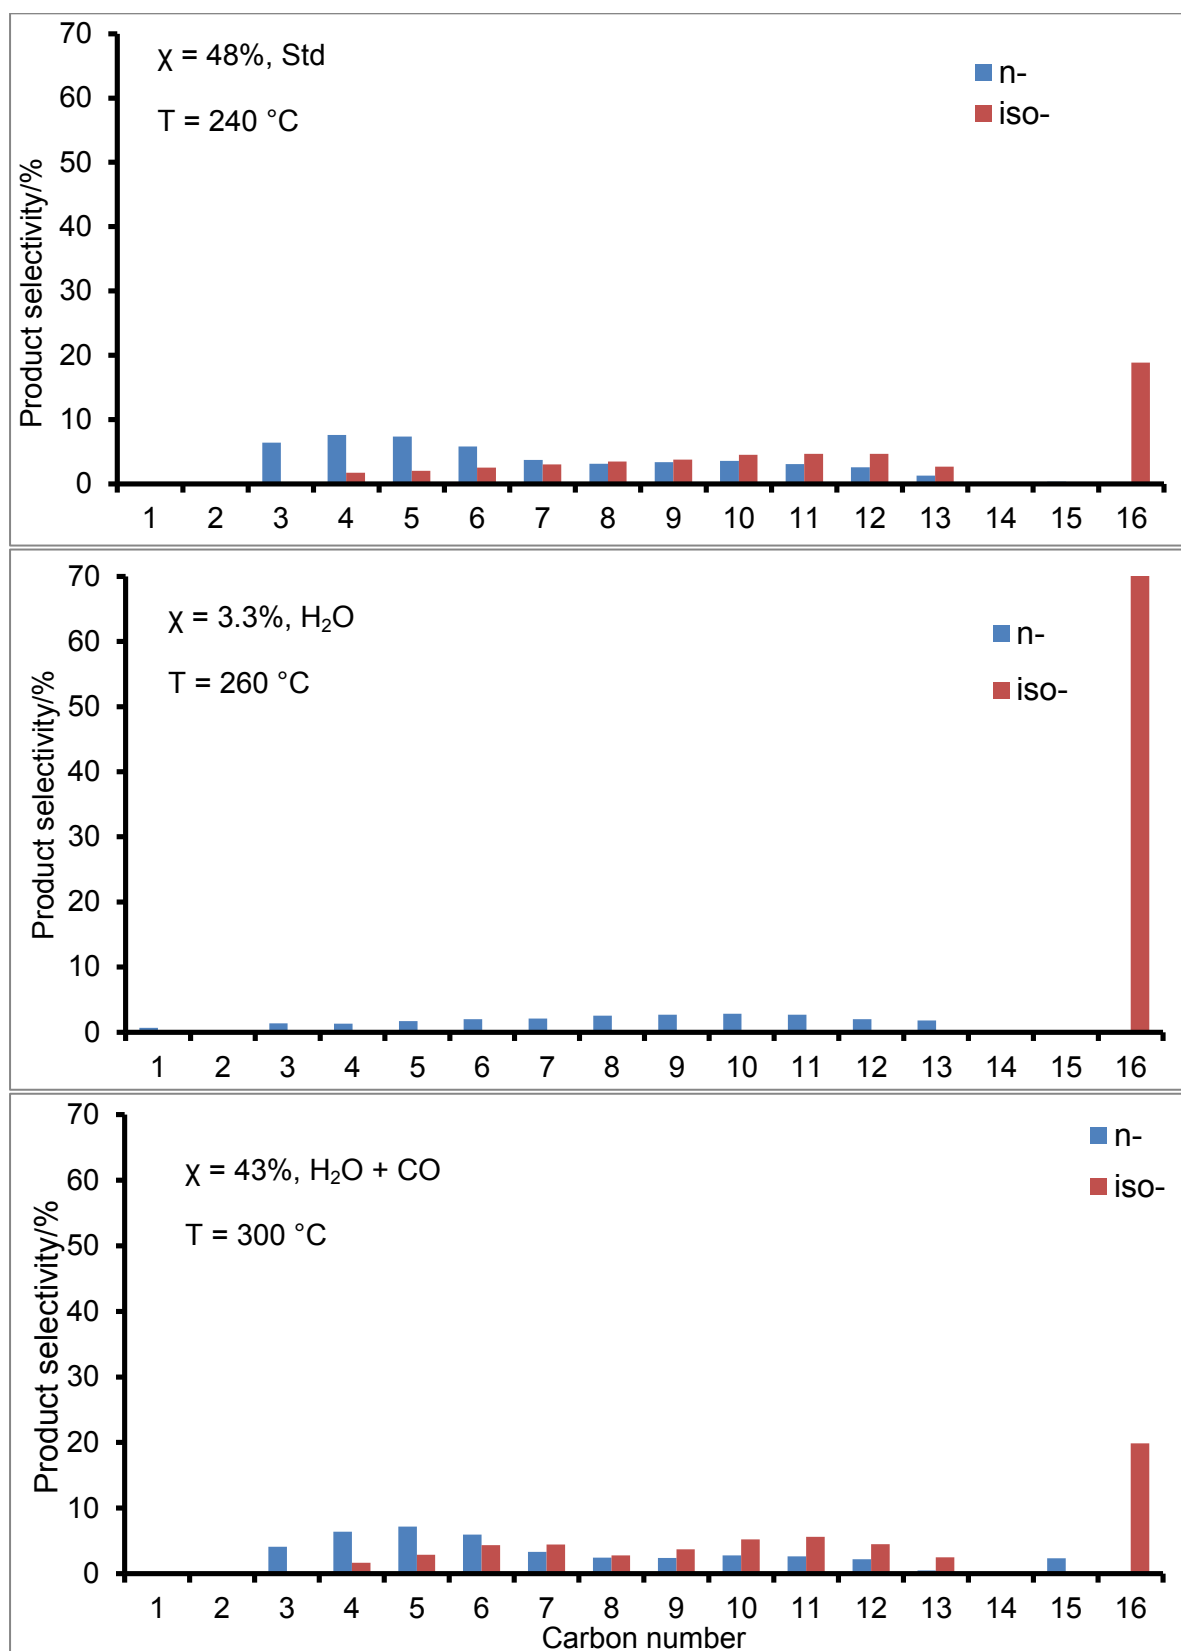 70
60
50
40
30
20
10
0
Product selectivity/%
χ = 48%, Std
T = 240 °C
n-
iso-
1 2 3 4 5 6 7 8 9 10 11 12 13 14 15 16
70
60
50
40
30
20
10
0
Product selectivity/%
χ = 3.3%, H₂O
T = 260 °C
n-
iso-
1 2 3 4 5 6 7 8 9 10 11 12 13 14 15 16
70
60
50
40
30
20
10
0
Product selectivity/%
χ = 43%, H₂O + CO
T = 300 °C
n-
iso-
1 2 3 4 5 6 7 8 9 10 11 12 13 14 15 16
Carbon number